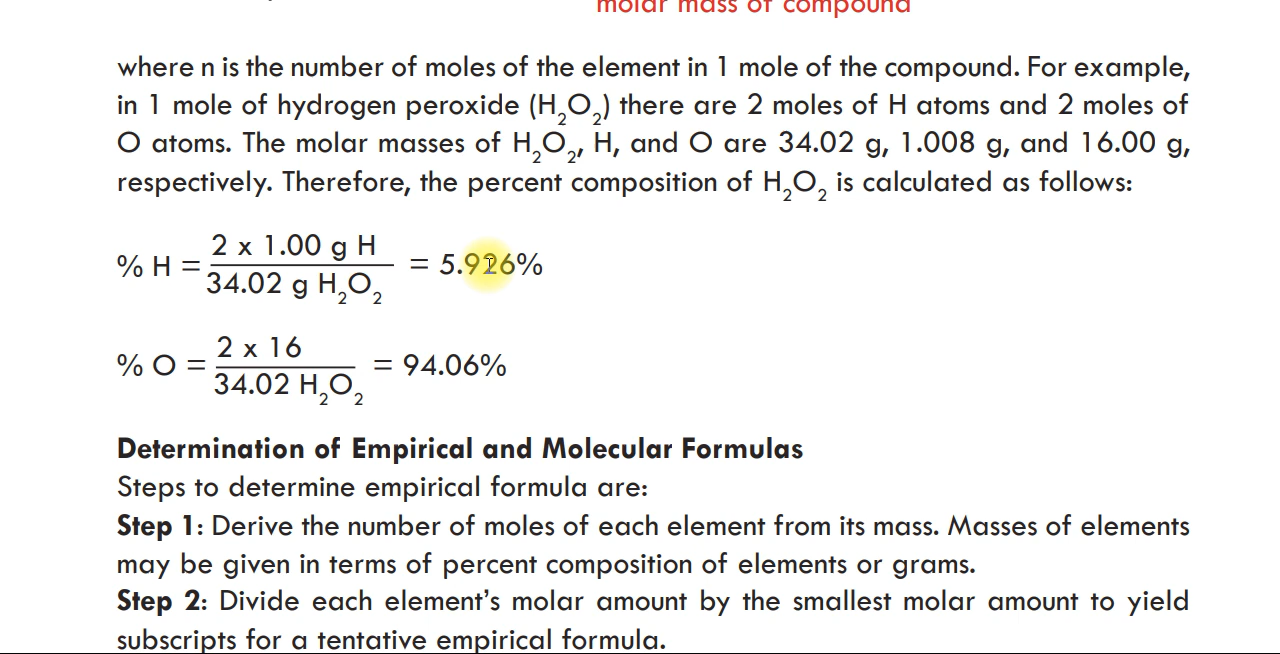 molar mass of compound
where n is the number of moles of the element in 1 mole of the compound. For example,
in 1 mole of hydrogen peroxide (H₂O₂) there are 2 moles of H atoms and 2 moles of
O atoms. The molar masses of H₂O₂, H, and O are 34.02 g, 1.008 g, and 16.00 g,
respectively. Therefore, the percent composition of H₂O₂ is calculated as follows:
2 x 1.00 g H
% H = = 5.926%
34.02 g H₂O₂
2 x 16
% O = = 94.06%
34.02 H₂O₂
Determination of Empirical and Molecular Formulas
Steps to determine empirical formula are:
Step 1: Derive the number of moles of each element from its mass. Masses of elements
may be given in terms of percent composition of elements or grams.
Step 2: Divide each element's molar amount by the smallest molar amount to yield
subscripts for a tentative empirical formula.